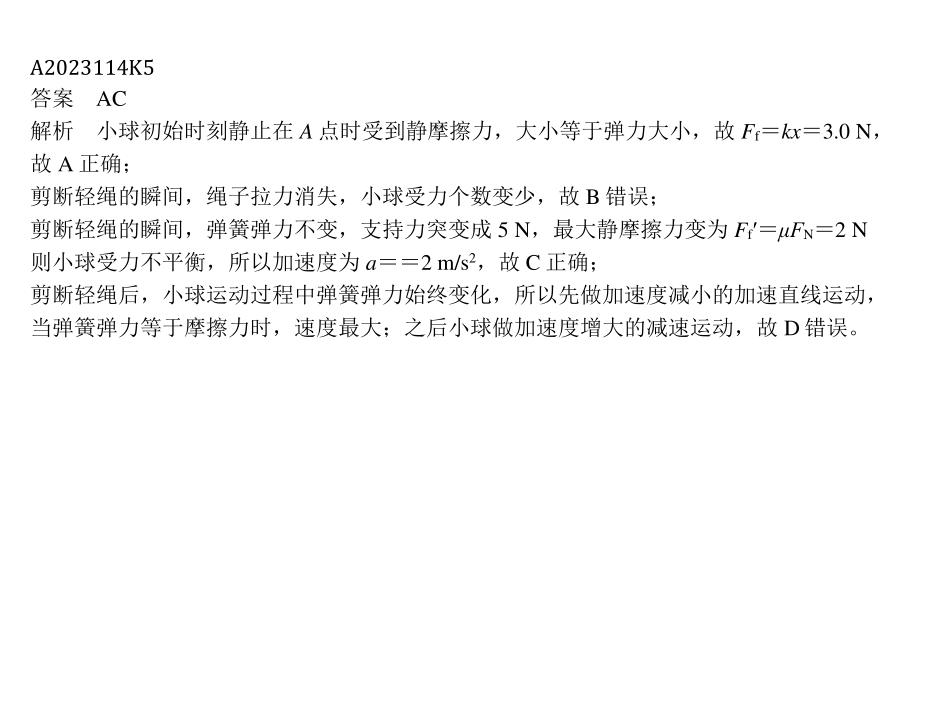 A2023114K5
答案　AC
解析　小球初始时刻静止在 A 点时受到静摩擦力，大小等于弹力大小，故 Ff＝kx＝3.0 N，
故 A 正确；
剪断轻绳的瞬间，绳子拉力消失，小球受力个数变少，故 B 错误；
剪断轻绳的瞬间，弹簧弹力不变，支持力突变成 5 N，最大静摩擦力变为 Ff′＝μFN＝2 N
则小球受力不平衡，所以加速度为 a＝＝2 m/s²，故 C 正确；
剪断轻绳后，小球运动过程中弹簧弹力始终变化，所以先做加速度减小的加速直线运动，
当弹簧弹力等于摩擦力时，速度最大；之后小球做加速度增大的减速运动，故 D 错误。